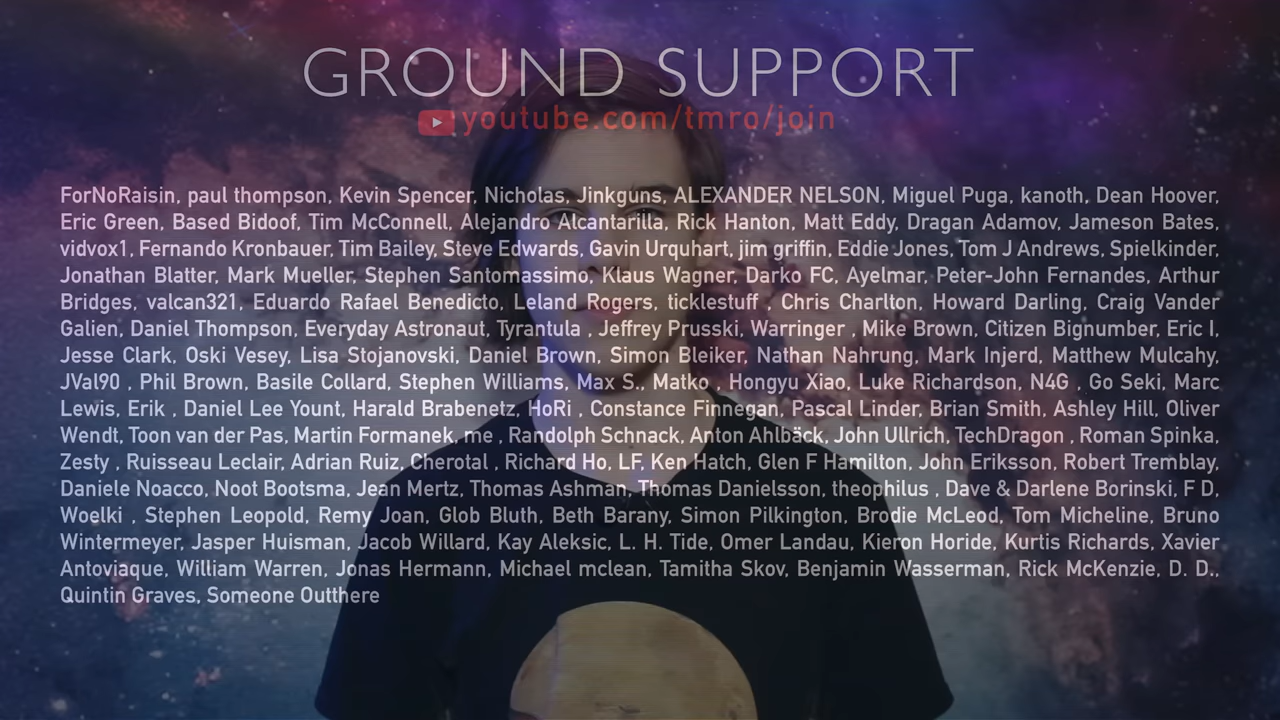 GROUND SUPPORT
youtube.com/tmro/join
ForNoRaisin, paul thompson, Kevin Spencer, Nicholas, Jinkguns, ALEXANDER NELSON, Miguel Puga, kanoth, Dean Hoover,
Eric Green, Based Bidoof, Tim McConnell, Alejandro Alcantarilla, Rick Hanton, Matt Eddy, Dragan Adamov, Jameson Bates,
vidvox1, Fernando Kronbauer, Tim Bailey, Steve Edwards, Gavin Urquhart, jim griffin, Eddie Jones, Tom J Andrews, Spielkinder,
Jonathan Blatter, Mark Mueller, Stephen Santomassimo, Klaus Wagner, Darko FC, Ayelmar, Peter-John Fernandes, Arthur
Bridges, valcan321, Eduardo Rafael Benedicto, Leland Rogers, ticklestuff , Chris Charlton, Howard Darling, Craig Vander
Galien, Daniel Thompson, Everyday Astronaut, Tyrantula , Jeffrey Prusski, Warringer , Mike Brown, Citizen Bignumber, Eric I,
Jesse Clark, Oski Vesey, Lisa Stojanovski, Daniel Brown, Simon Bleiker, Nathan Nahrung, Mark Injerd, Matthew Mulcahy,
JVal90 , Phil Brown, Basile Collard, Stephen Williams, Max S., Matko , Hongyu Xiao, Luke Richardson, N4G , Go Seki, Marc
Lewis, Erik , Daniel Lee Yount, Harald Brabenetz, HoRi , Constance Finnegan, Pascal Linder, Brian Smith, Ashley Hill, Oliver
Wendt, Toon van der Pas, Martin Formanek, me , Randolph Schnack, Anton Ahlbäck, John Ullrich, TechDragon , Roman Spinka,
Zesty , Ruisseau Leclair, Adrian Ruiz, Cherotal , Richard Ho, LF, Ken Hatch, Glen F Hamilton, John Eriksson, Robert Tremblay,
Daniele Noacco, Noot Bootsma, Jean Mertz, Thomas Ashman, Thomas Danielsson, theophilus , Dave & Darlene Borinski, F D,
Woelki , Stephen Leopold, Remy Joan, Glob Bluth, Beth Barany, Simon Pilkington, Brodie McLeod, Tom Micheline, Bruno
Wintermeyer, Jasper Huisman, Jacob Willard, Kay Aleksic, L. H. Tide, Omer Landau, Kieron Horide, Kurtis Richards, Xavier
Antoviaque, William Warren, Jonas Hermann, Michael mclean, Tamitha Skov, Benjamin Wasserman, Rick McKenzie, D. D.,
Quintin Graves, Someone Outthere